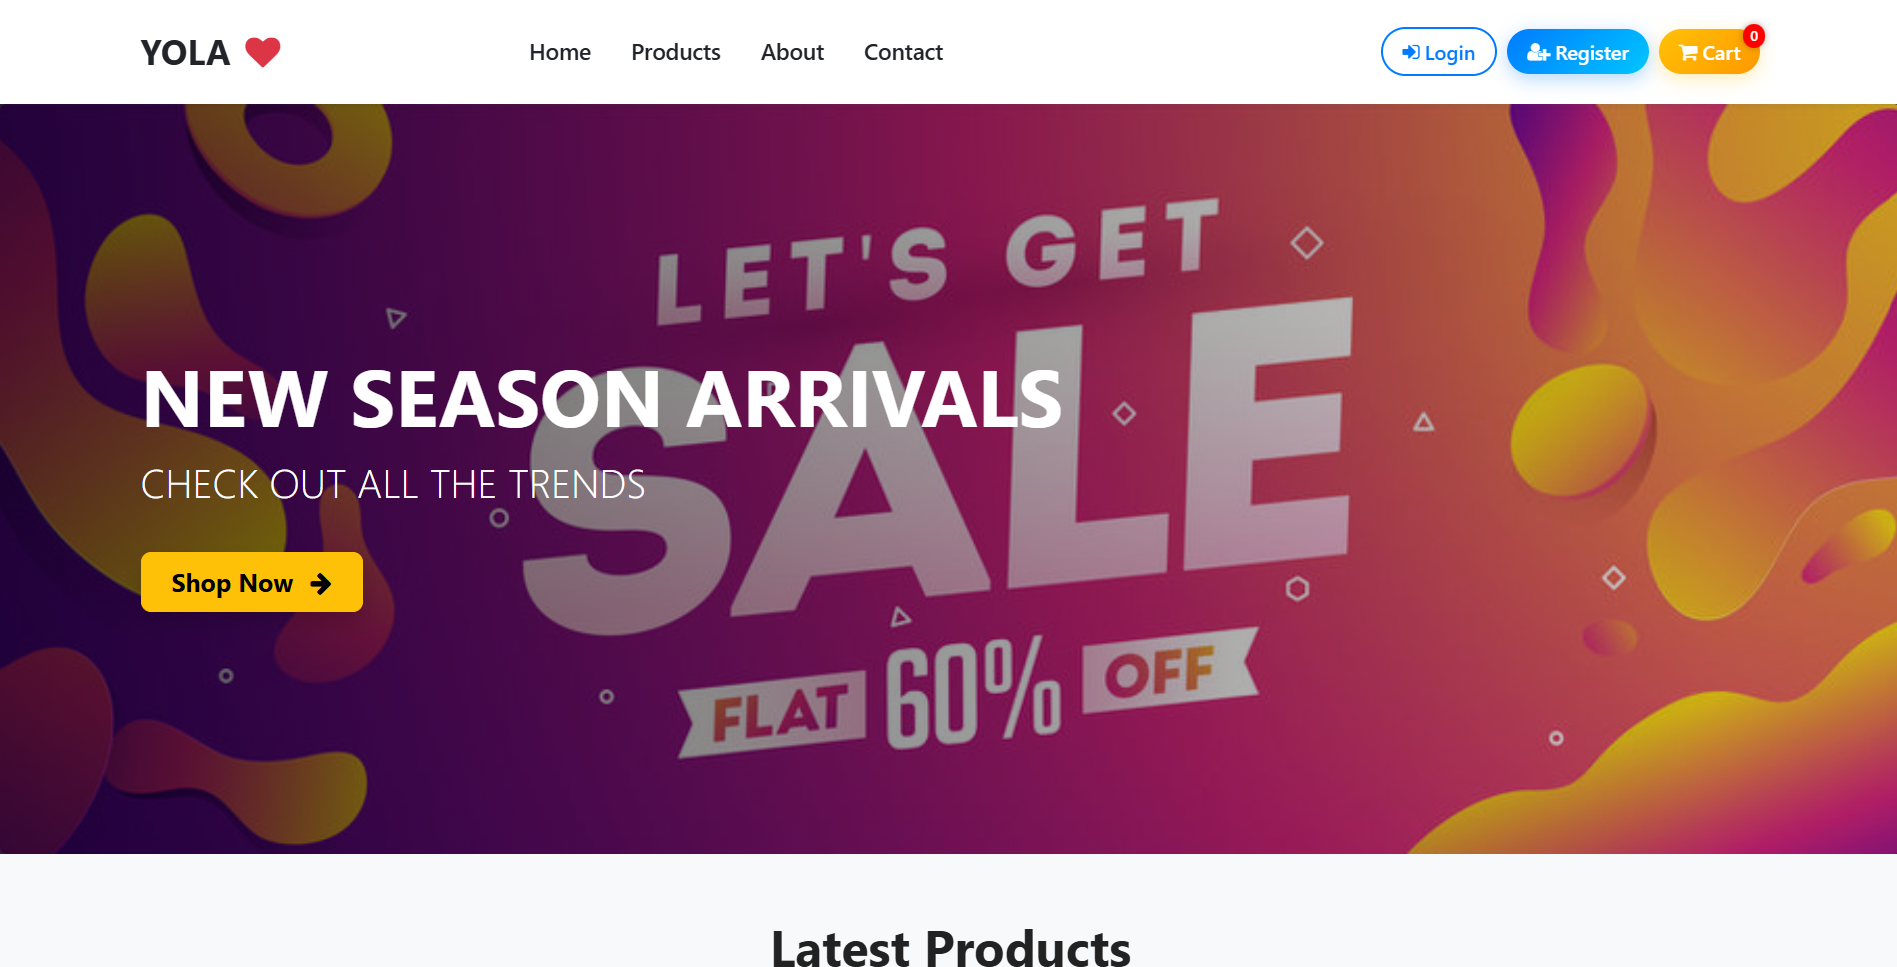 YOLA
Home Products About Contact
Login Register Cart 0
LET'S GET
SALE
NEW SEASON ARRIVALS
CHECK OUT ALL THE TRENDS
Shop Now
FLAT 60% OFF
Latest Products